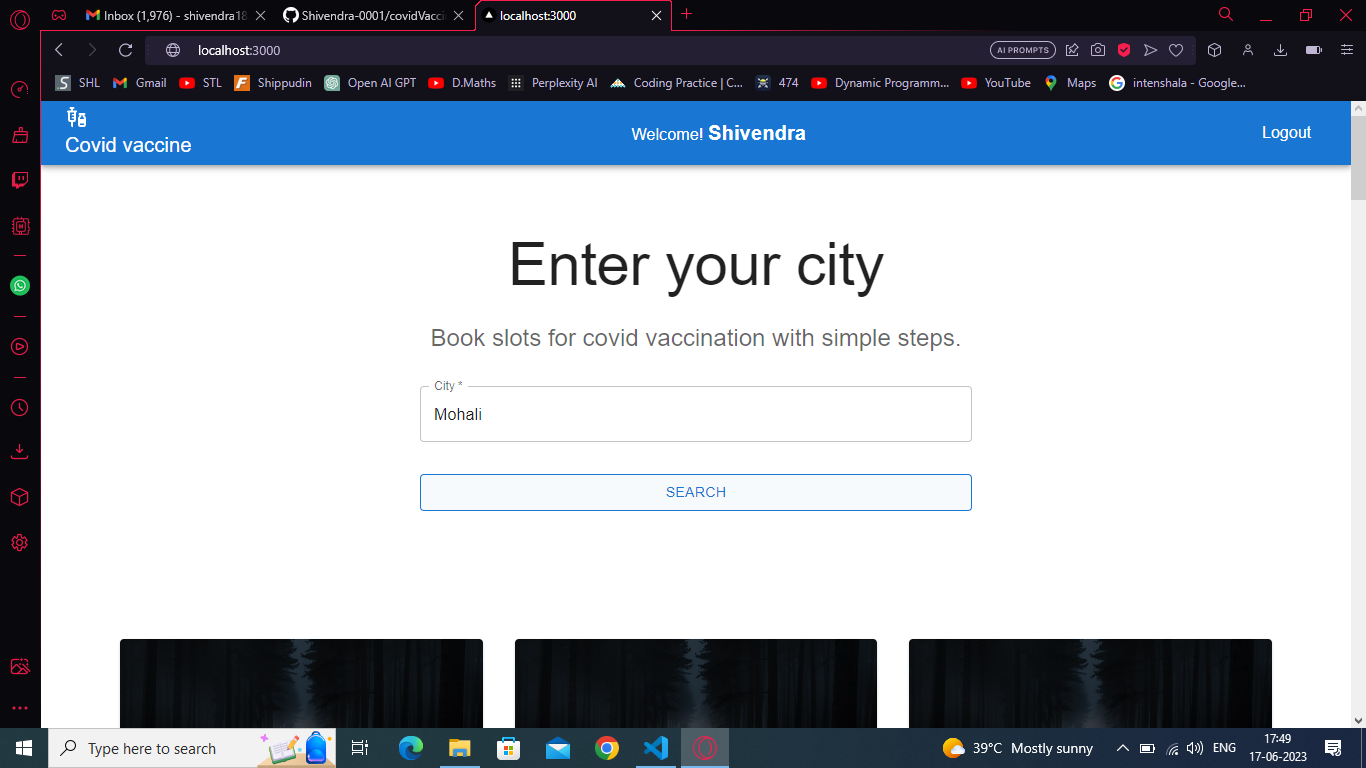 Inbox (1,976) - shivendra18
Shivendra-0001/covidVacci
localhost:3000
localhost:3000
AI PROMPTS
SHL
Gmail
STL
Shippudin
Open AI GPT
D.Maths
Perplexity AI
Coding Practice | C...
474
Dynamic Programm...
YouTube
Maps
intenshala - Google...
Covid vaccine
Welcome! Shivendra
Logout
Enter your city
Book slots for covid vaccination with simple steps.
City *
Mohali
SEARCH
Type here to search
39°C Mostly sunny
ENG
17:49
17-06-2023